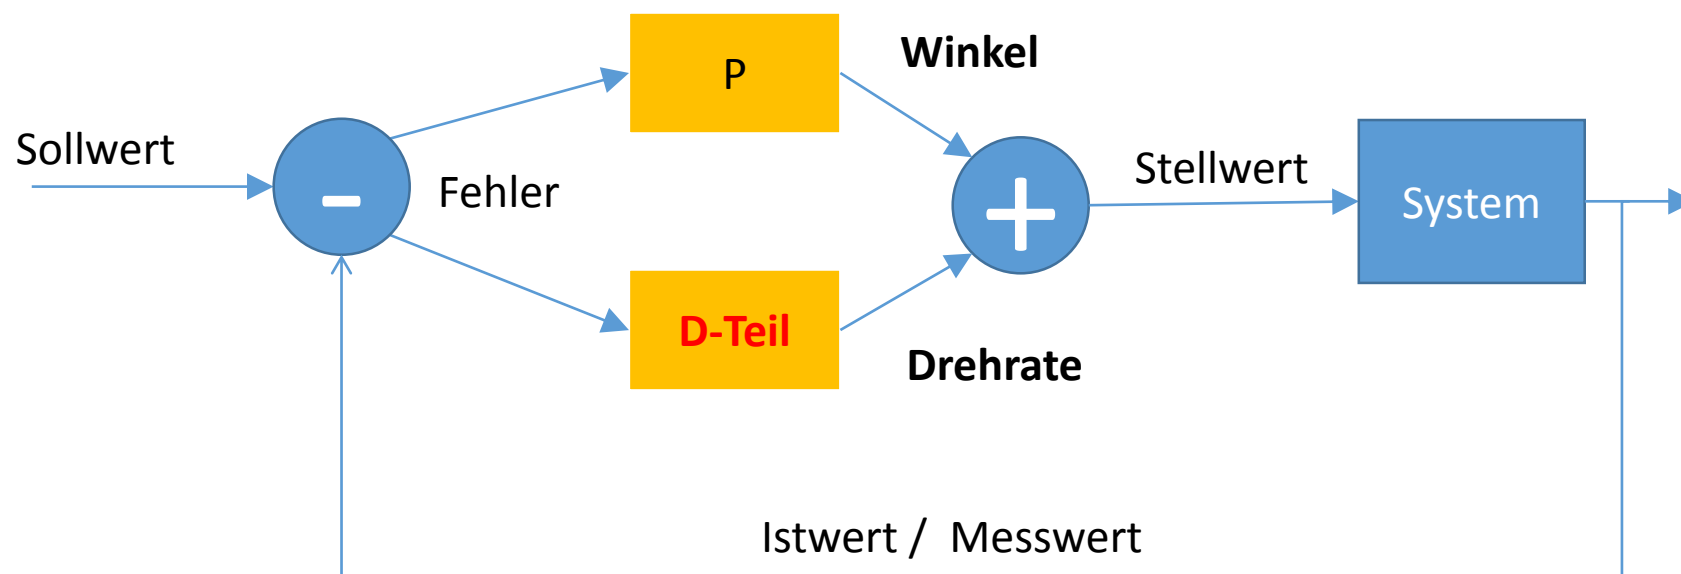 P
Winkel
Sollwert
-
Fehler
+
Stellwert
System
D-Teil
Drehrate
Istwert / Messwert